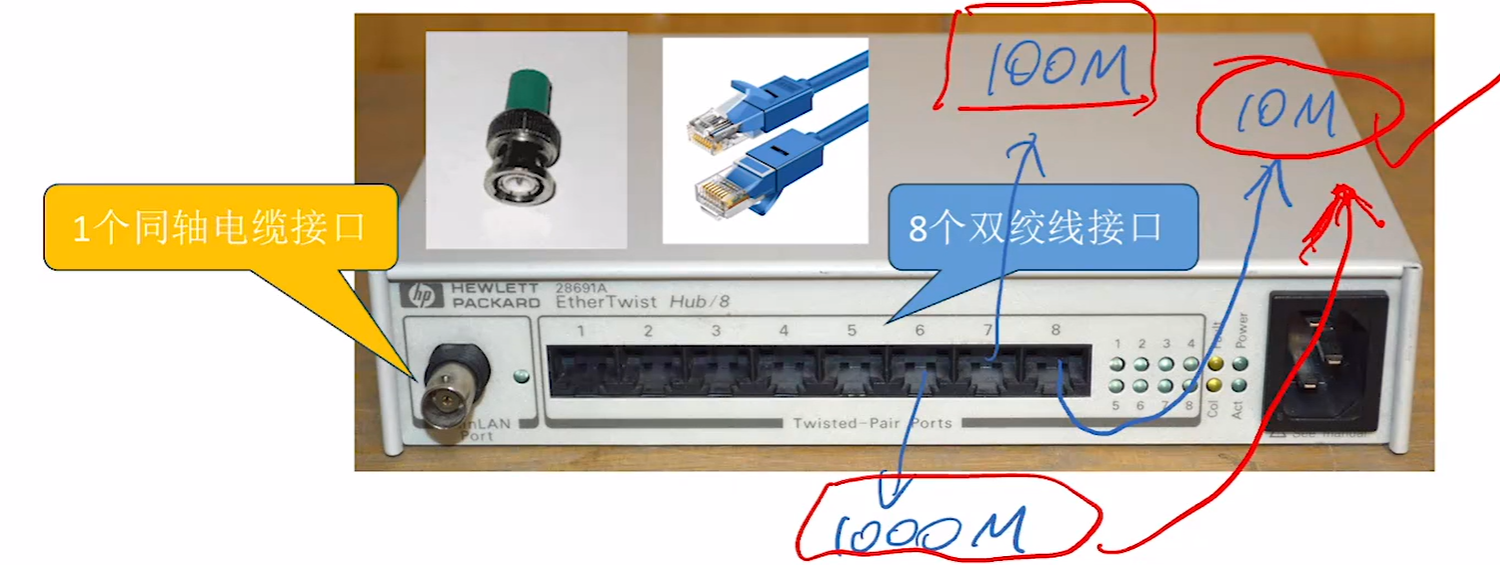 100M
10M
1个同轴电缆接口
8个双绞线接口
hp HEWLETT PACKARD
28691A
EtherTwist Hub/8
1 2 3 4 5 6 7 8
1 2 3 4
5 6 7 8
Fault Power
Col Act
inLAN
Port
Twisted-Pair Ports
See manual
1000M